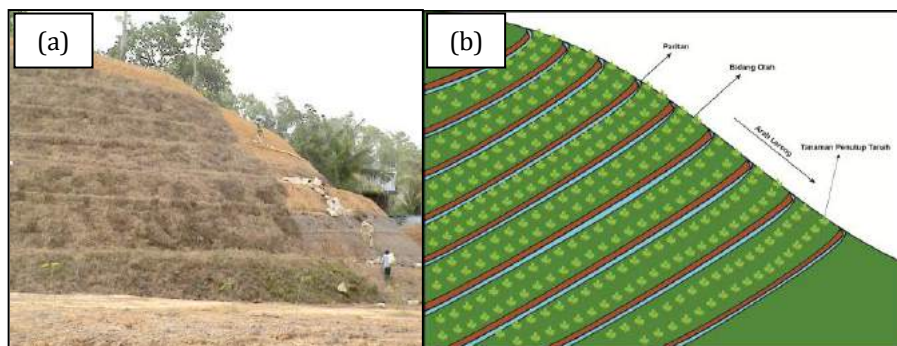 (a)
(b)
Paritan
Bidang Olah
Arah Lereng
Tanaman Penutup Tanah